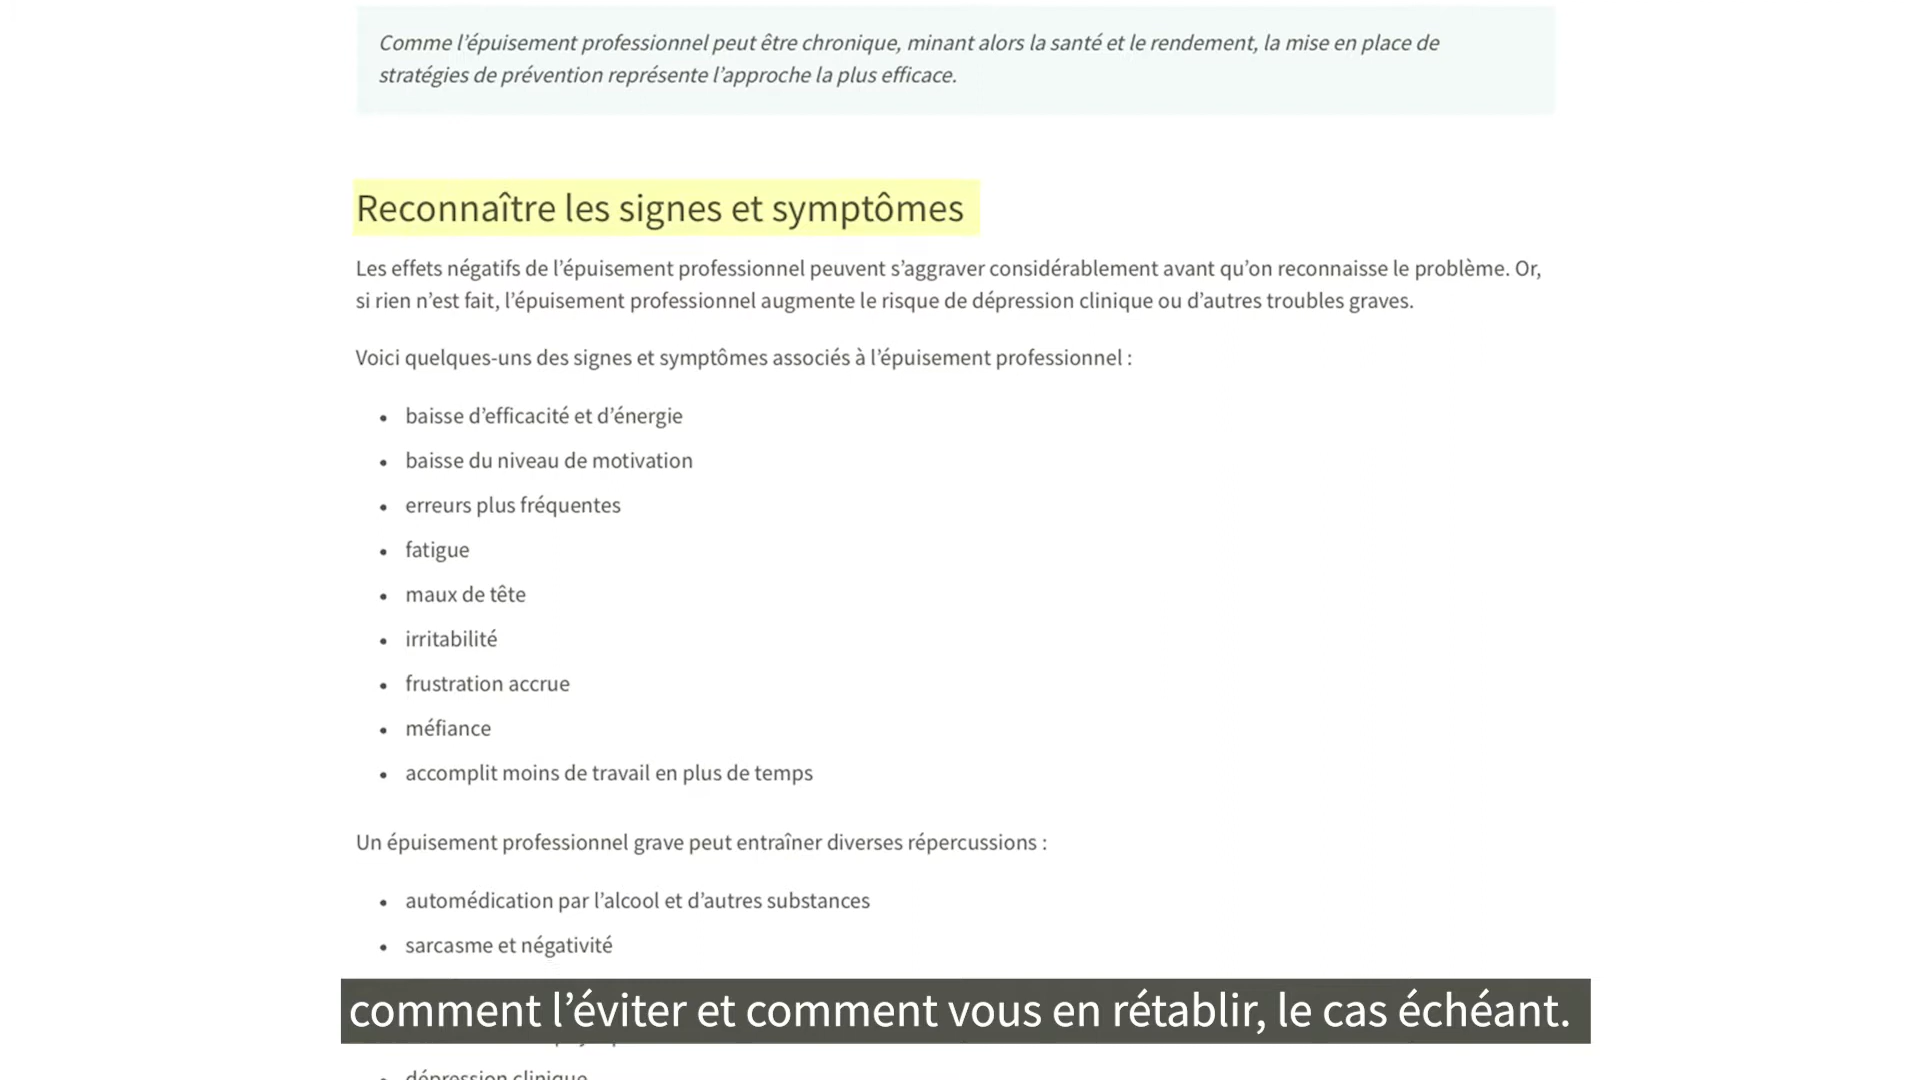 Comme l’épuisement professionnel peut être chronique, minant alors la santé et le rendement, la mise en place de
stratégies de prévention représente l’approche la plus efficace.
Reconnaître les signes et symptômes
Les effets négatifs de l’épuisement professionnel peuvent s’aggraver considérablement avant qu’on reconnaisse le problème. Or,
si rien n’est fait, l’épuisement professionnel augmente le risque de dépression clinique ou d’autres troubles graves.
Voici quelques-uns des signes et symptômes associés à l’épuisement professionnel :
• baisse d’efficacité et d’énergie
• baisse du niveau de motivation
• erreurs plus fréquentes
• fatigue
• maux de tête
• irritabilité
• frustration accrue
• méfiance
• accomplit moins de travail en plus de temps
Un épuisement professionnel grave peut entraîner diverses répercussions :
• automédication par l’alcool et d’autres substances
• sarcasme et négativité
comment l’éviter et comment vous en rétablir, le cas échéant.
• dépression clinique